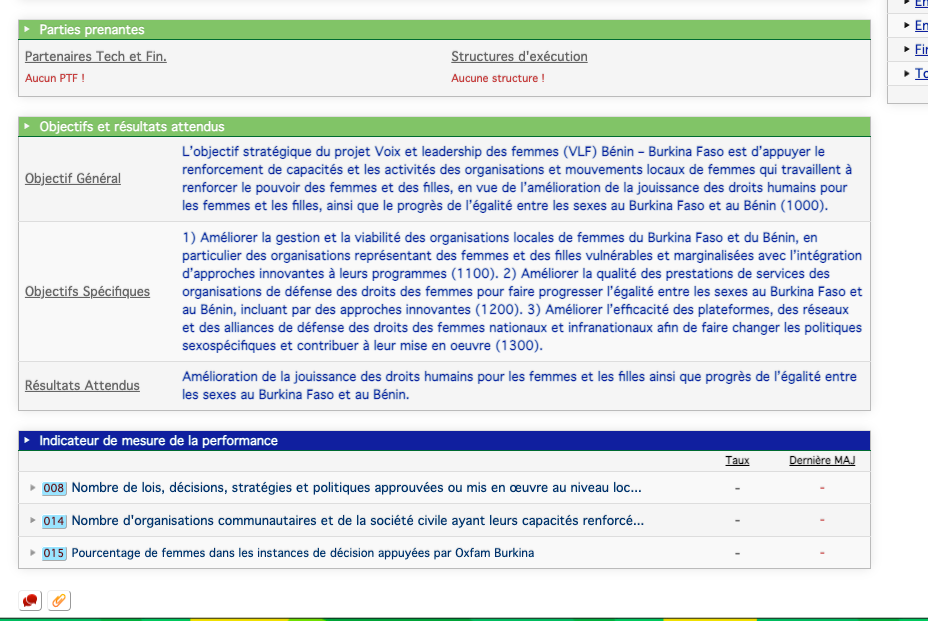 Parties prenantes
Partenaires Tech et Fin.
Structures d'exécution
Aucun PTF !
Aucune structure !
Objectifs et résultats attendus
Objectif Général
L'objectif stratégique du projet Voix et leadership des femmes (VLF) Bénin – Burkina Faso est d'appuyer le
renforcement de capacités et les activités des organisations et mouvements locaux de femmes qui travaillent à
renforcer le pouvoir des femmes et des filles, en vue de l'amélioration de la jouissance des droits humains pour
les femmes et les filles, ainsi que le progrès de l'égalité entre les sexes au Burkina Faso et au Bénin (1000).
Objectifs Spécifiques
1) Améliorer la gestion et la viabilité des organisations locales de femmes du Burkina Faso et du Bénin, en
particulier des organisations représentant des femmes et des filles vulnérables et marginalisées avec l'intégration
d'approches innovantes à leurs programmes (1100). 2) Améliorer la qualité des prestations de services des
organisations de défense des droits des femmes pour faire progresser l'égalité entre les sexes au Burkina Faso et
au Bénin, incluant par des approches innovantes (1200). 3) Améliorer l'efficacité des plateformes, des réseaux
et des alliances de défense des droits des femmes nationaux et infranationaux afin de faire changer les politiques
sexospécifiques et contribuer à leur mise en oeuvre (1300).
Résultats Attendus
Amélioration de la jouissance des droits humains pour les femmes et les filles ainsi que progrès de l'égalité entre
les sexes au Burkina Faso et au Bénin.
Indicateur de mesure de la performance
Taux Dernière MAJ
008 Nombre de lois, décisions, stratégies et politiques approuvées ou mis en œuvre au niveau loc... - -
014 Nombre d'organisations communautaires et de la société civile ayant leurs capacités renforcé... - -
015 Pourcentage de femmes dans les instances de décision appuyées par Oxfam Burkina - -